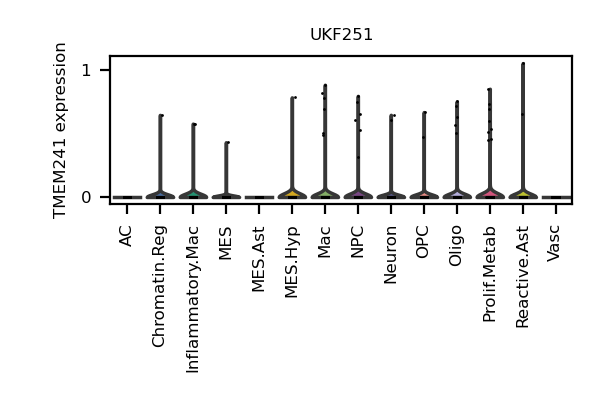 UKF251
TMEM241 expression
1
0
AC
Chromatin.Reg
Inflammatory.Mac
MES
MES.Ast
MES.Hyp
Mac
NPC
Neuron
OPC
Oligo
Prolif.Metab
Reactive.Ast
Vasc